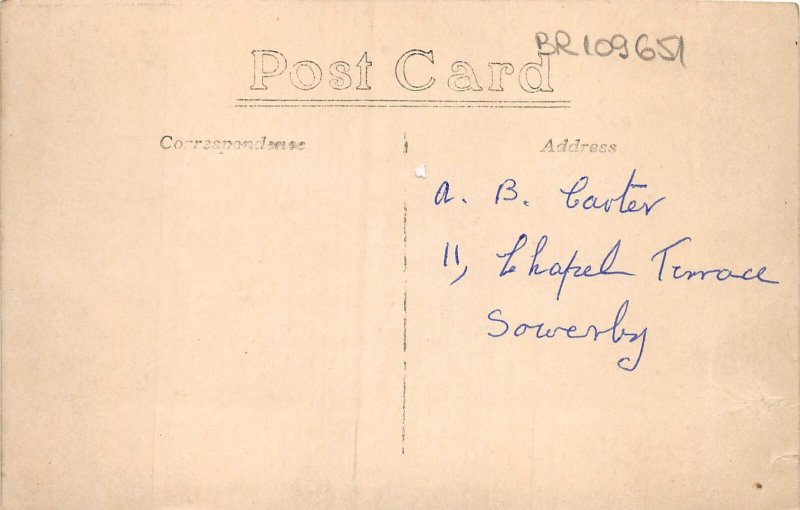 BR109651
Post Card
Correspondence
Address
A. B. Carter
11, Chapel Terrace
Sowerby